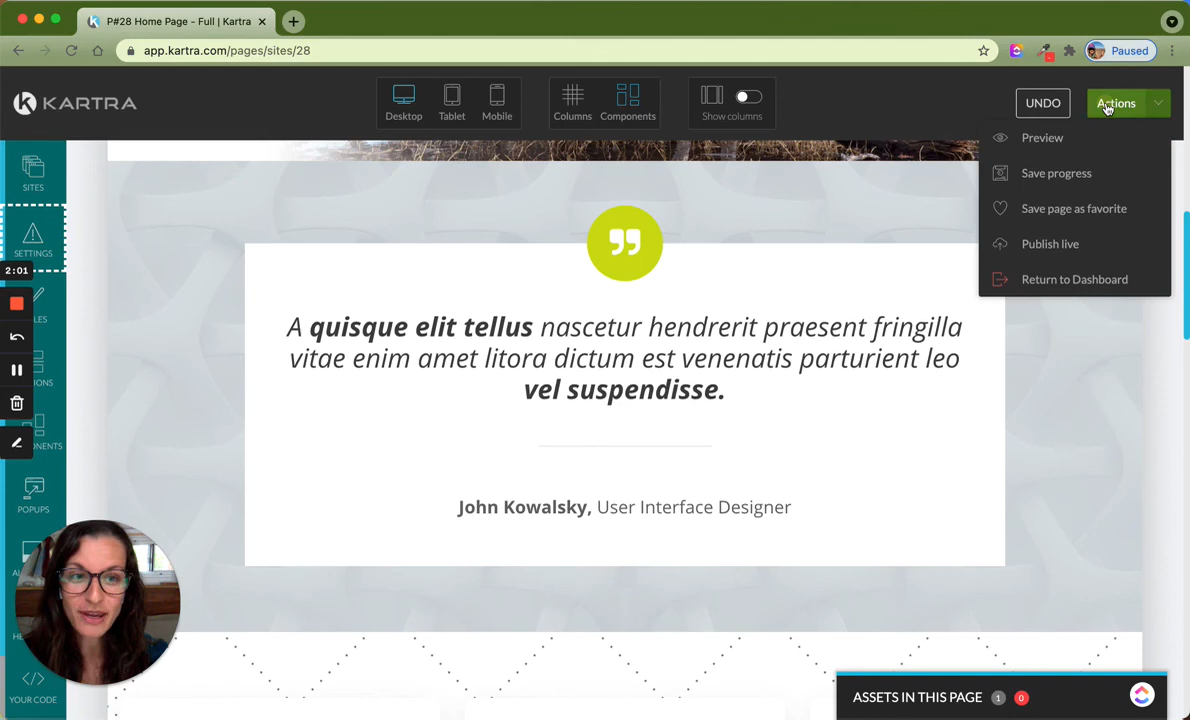 P#28 Home Page - Full | Kartra
app.kartra.com/pages/sites/28
Paused
KARTRA
Desktop
Tablet
Mobile
Columns
Components
Show columns
UNDO
Actions
Preview
Save progress
Save page as favorite
Publish live
Return to Dashboard
SITES
SETTINGS
2:01
LES
IONS
ONENTS
POPUPS
YOUR CODE
A quisque elit tellus nascetur hendrerit praesent fringilla
vitae enim amet litora dictum est venenatis parturient leo
vel suspendisse.
John Kowalsky, User Interface Designer
ASSETS IN THIS PAGE 1 0